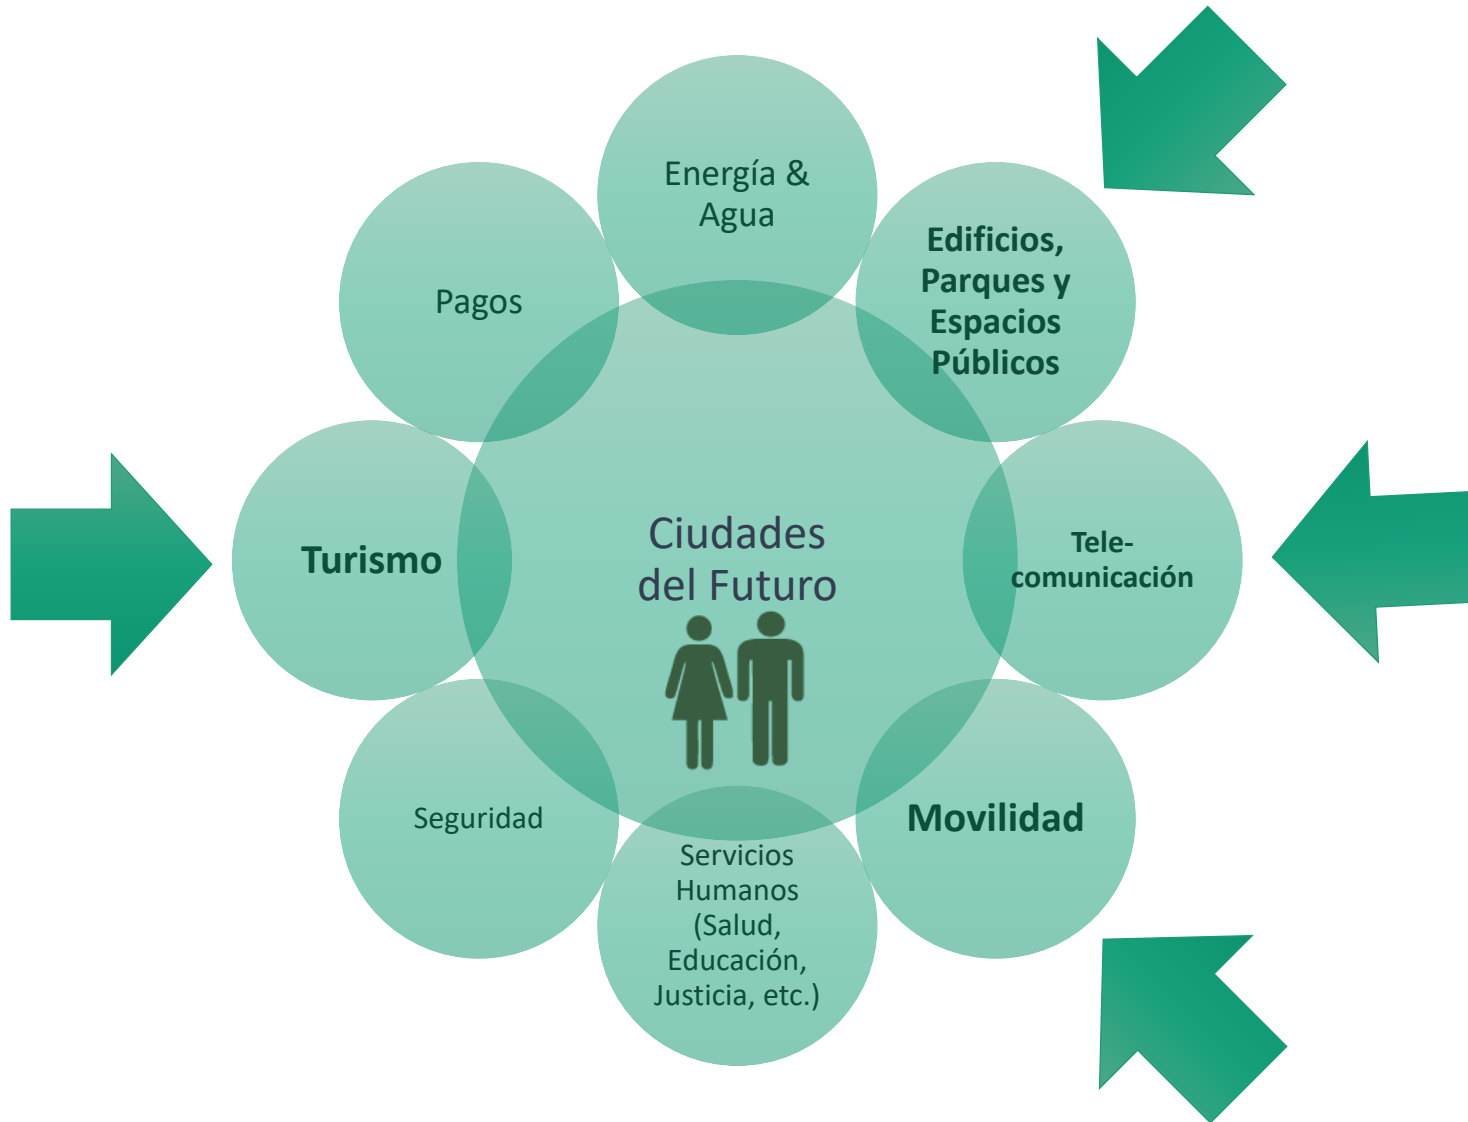 Energía &
Agua
Edificios,
Parques y
Espacios
Públicos
Pagos
Tele-
comunicación
Turismo
Ciudades
del Futuro
Movilidad
Seguridad
Servicios
Humanos
(Salud,
Educación,
Justicia, etc.)